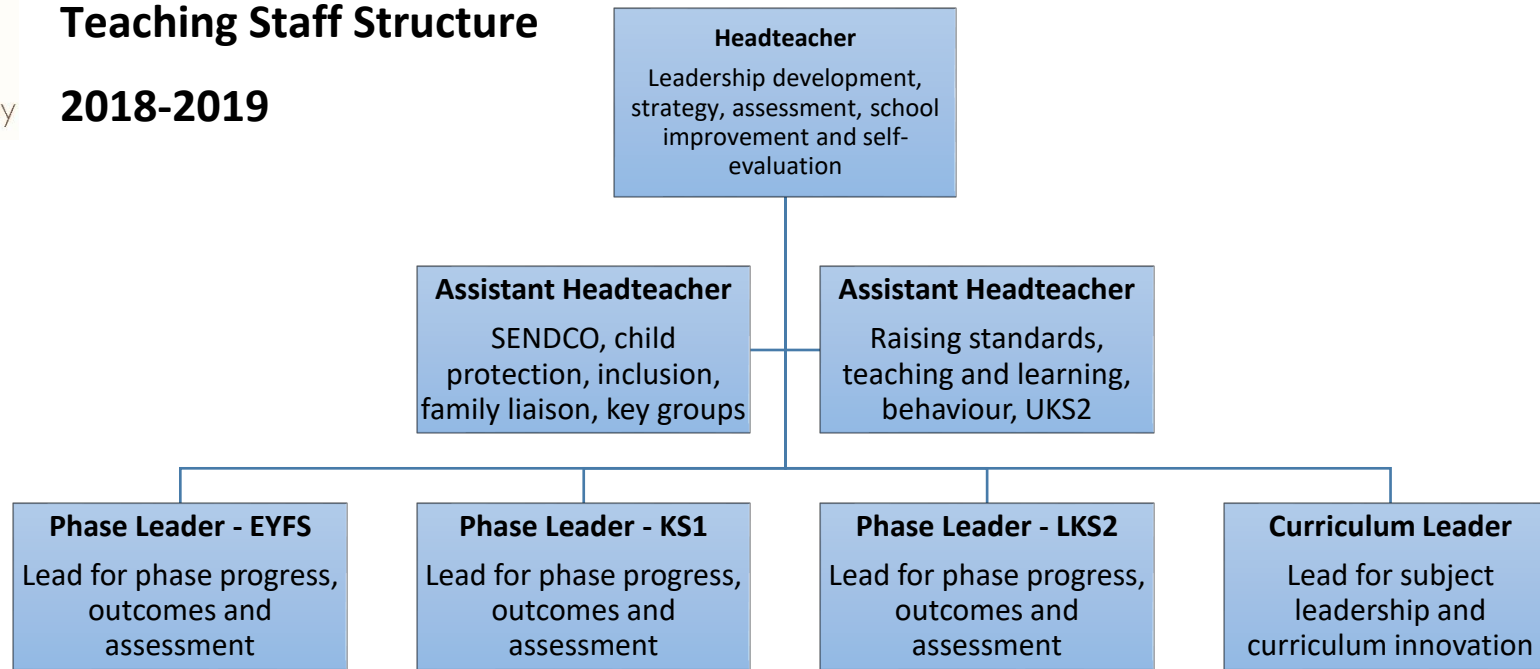 Teaching Staff Structure
2018-2019
y
Headteacher
Leadership development,
strategy, assessment, school
improvement and self-
evaluation
Assistant Headteacher
SENDCO, child
protection, inclusion,
family liaison, key groups
Assistant Headteacher
Raising standards,
teaching and learning,
behaviour, UKS2
Phase Leader - EYFS
Lead for phase progress,
outcomes and
assessment
Phase Leader - KS1
Lead for phase progress,
outcomes and
assessment
Phase Leader - LKS2
Lead for phase progress,
outcomes and
assessment
Curriculum Leader
Lead for subject
leadership and
curriculum innovation